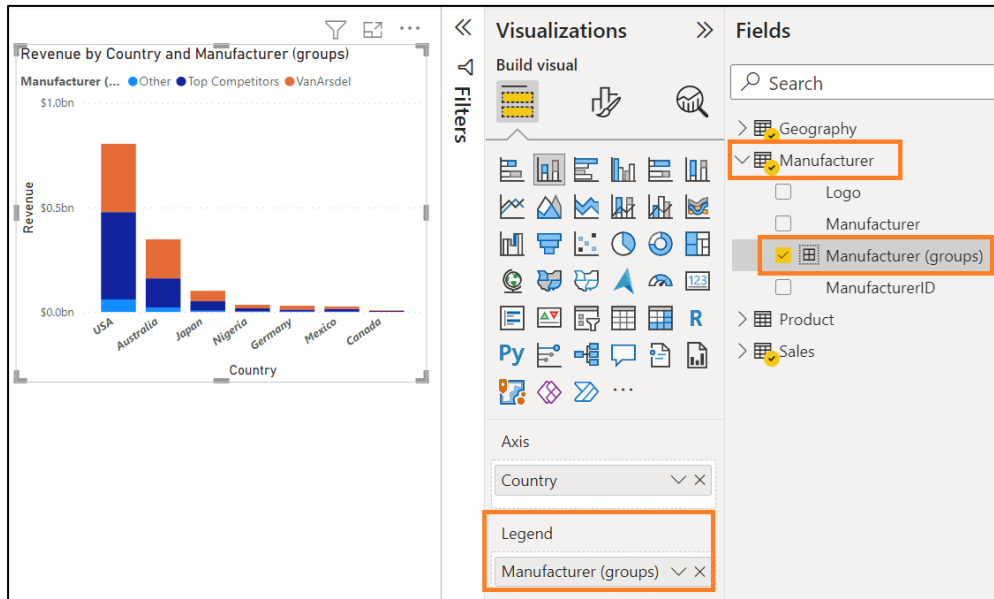 Revenue by Country and Manufacturer (groups)
Manufacturer (... Other Top Competitors VanArsdel
$1.0bn
$0.5bn
$0.0bn
Revenue
USA
Australia
Japan
Nigeria
Germany
Mexico
Canada
Country
Filters
Visualizations
Build visual
123
R
Py
Axis
Country
Legend
Manufacturer (groups)
Fields
Search
Geography
Manufacturer
Logo
Manufacturer
Manufacturer (groups)
ManufacturerID
Product
Sales